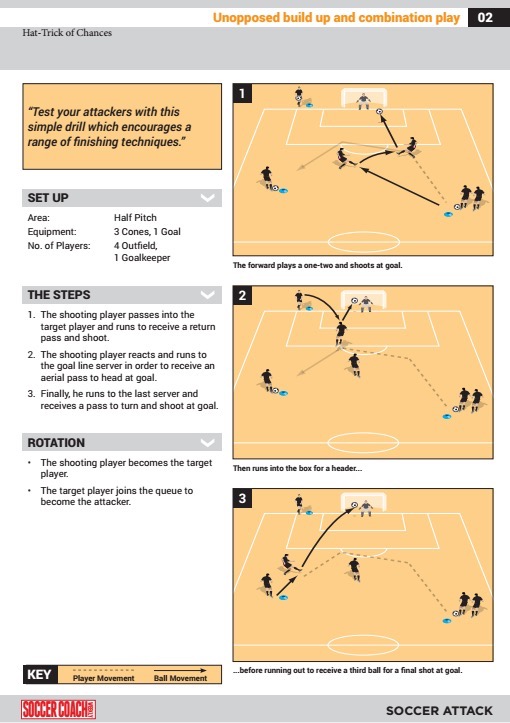 Unopposed build up and combination play 02
Hat-Trick of Chances
“Test your attackers with this
simple drill which encourages a
range of finishing techniques.”
SET UP
Area: Half Pitch
Equipment: 3 Cones, 1 Goal
No. of Players: 4 Outfield,
1 Goalkeeper
THE STEPS
1. The shooting player passes into the
target player and runs to receive a return
pass and shoot.
2. The shooting player reacts and runs to
the goal line server in order to receive an
aerial pass to head at goal.
3. Finally, he runs to the last server and
receives a pass to turn and shoot at goal.
ROTATION
• The shooting player becomes the target
player.
• The target player joins the queue to
become the attacker.
1
The forward plays a one-two and shoots at goal.
2
Then runs into the box for a header...
3
...before running out to receive a third ball for a final shot at goal.
KEY
Player Movement Ball Movement
SOCCER COACH WEEKLY
SOCCER ATTACK